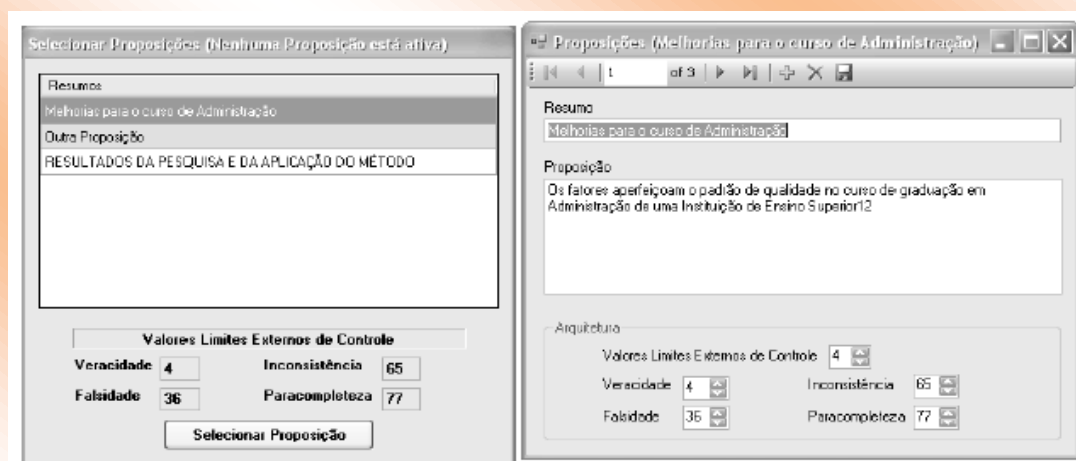 Selecionar Proposições (Nenhuma Proposição está ativa)
Resumos
Melhorias para o curso de Administração
Outra Proposição
RESULTADOS DA PESQUISA E DA APLICAÇÃO DO MÉTODO
Valores Limites Externos de Controle
Veracidade 4 Inconsistência 65
Falsidade 36 Paracompleteza 77
Selecionar Proposição
Proposições (Melhorias para o curso de Administração)
1 of 3
Resumo
Melhorias para o curso de Administração
Proposição
Os fatores aperfeiçoam o padrão de qualidade no curso de graduação em
Administração de uma Instituição de Ensino Superior12
Arquitetura
Valores Limites Externos de Controle 4
Veracidade 4 Inconsistência 65
Falsidade 36 Paracompleteza 77